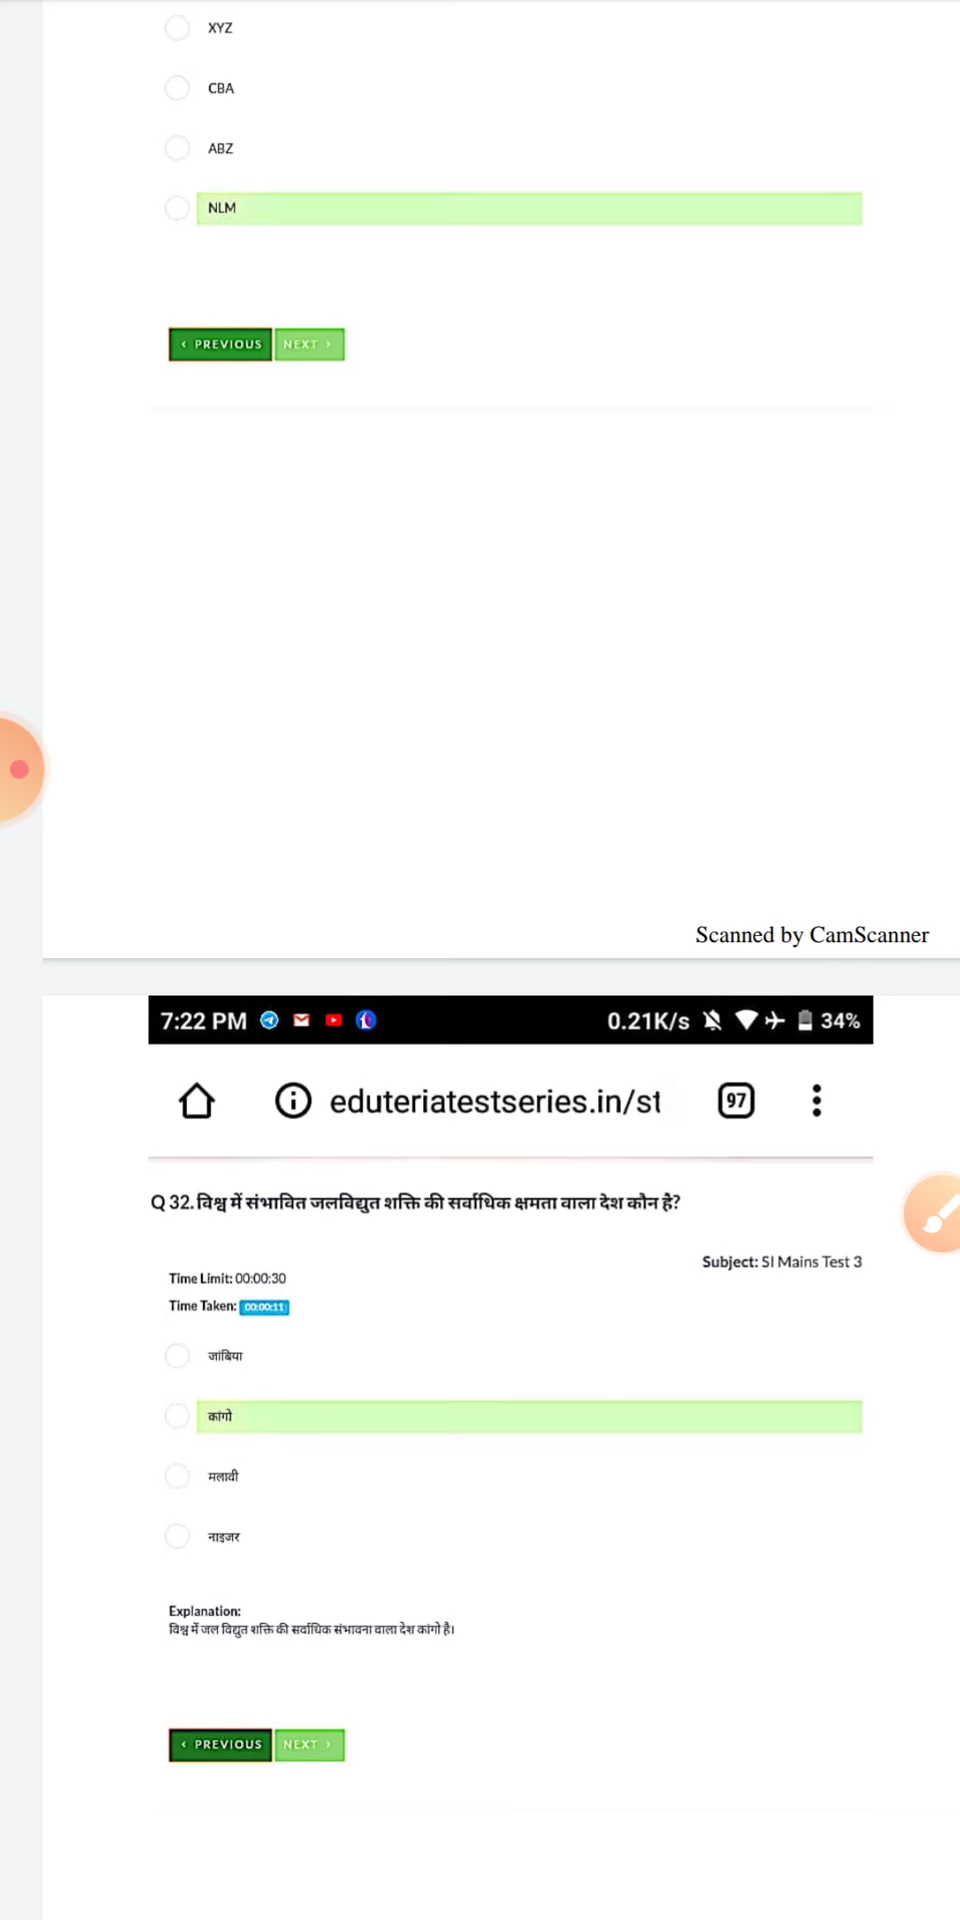 XYZ
CBA
ABZ
NLM
‹ PREVIOUS NEXT ›
Scanned by CamScanner
7:22 PM 0.21K/s 34%
eduteriatestseries.in/st 97
Q 32. विश्व में संभावित जलविद्युत शक्ति की सर्वाधिक क्षमता वाला देश कौन है?
Subject: SI Mains Test 3
Time Limit: 00:00:30
Time Taken: 00:00:11
जांबिया
कांगो
मलावी
नाइजर
Explanation:
विश्व में जल विद्युत शक्ति की सर्वाधिक संभावना वाला देश कांगो है।
‹ PREVIOUS NEXT ›